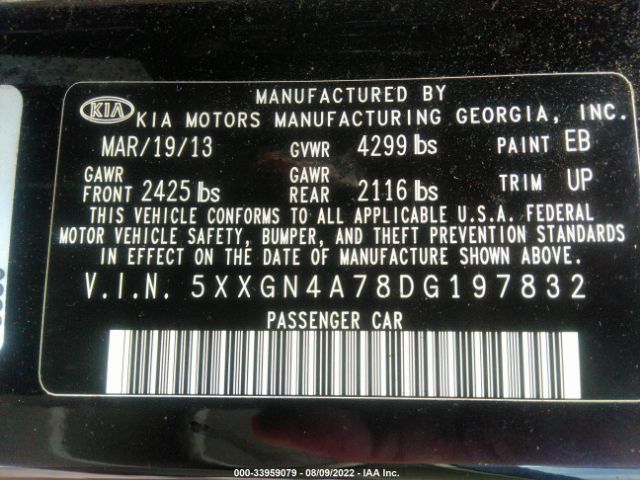 MANUFACTURED BY
KIA KIA MOTORS MANUFACTURING GEORGIA, INC.
MAR/19/13 GVWR 4299 lbs PAINT EB
GAWR FRONT 2425 lbs GAWR REAR 2116 lbs TRIM UP
THIS VEHICLE CONFORMS TO ALL APPLICABLE U.S.A. FEDERAL
MOTOR VEHICLE SAFETY, BUMPER, AND THEFT PREVENTION STANDARDS
IN EFFECT ON THE DATE OF MANUFACTURE SHOWN ABOVE.
V.I.N. 5XXGN4A78DG197832
PASSENGER CAR
000-33959079 - 08/09/2022 - IAA Inc.